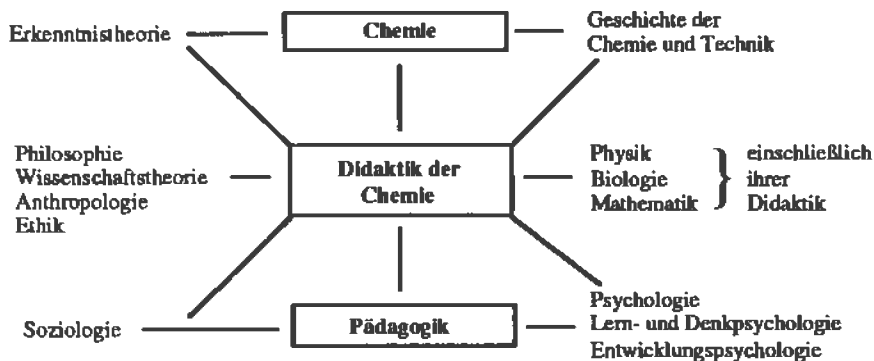 Erkenntnistheorie
Chemie
Geschichte der
Chemie und Technik
Philosophie
Wissenschaftstheorie
Anthropologie
Ethik
Didaktik der
Chemie
Physik
Biologie
Mathematik
}
einschließlich
ihrer
Didaktik
Soziologie
Pädagogik
Psychologie
Lern- und Denkpsychologie
Entwicklungspsychologie